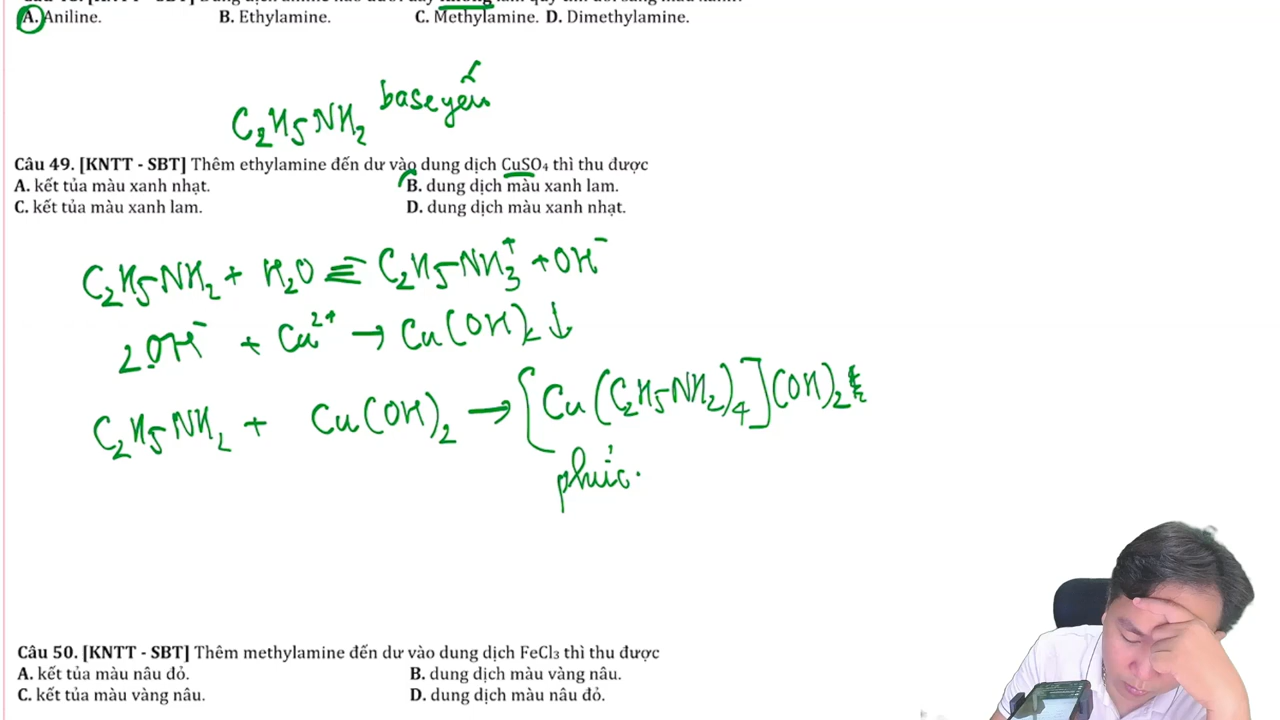 A. Aniline. B. Ethylamine. C. Methylamine. D. Dimethylamine.
C₂H₅NH₂ base yếu
Câu 49. [KNTT - SBT] Thêm ethylamine đến dư vào dung dịch CuSO₄ thì thu được
A. kết tủa màu xanh nhạt. B. dung dịch màu xanh lam.
C. kết tủa màu xanh lam. D. dung dịch màu xanh nhạt.
C₂H₅NH₂ + H₂O ⇌ C₂H₅NH₃⁺ + OH⁻
2OH⁻ + Cu²⁺ → Cu(OH)₂↓
C₂H₅NH₂ + Cu(OH)₂ → [Cu(C₂H₅NH₂)₄](OH)₂
phức.
Câu 50. [KNTT - SBT] Thêm methylamine đến dư vào dung dịch FeCl₃ thì thu được
A. kết tủa màu nâu đỏ. B. dung dịch màu vàng nâu.
C. kết tủa màu vàng nâu. D. dung dịch màu nâu đỏ.